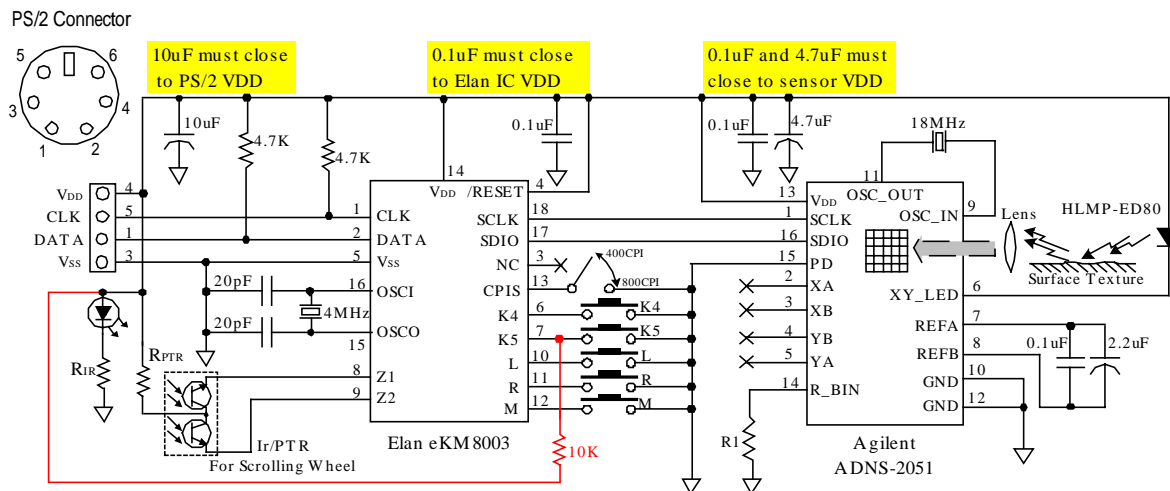 PS/2 Connector
5
6
3
4
1
2
10uF must close
to PS/2 VDD
0.1uF must close
to Elan IC VDD
0.1uF and 4.7uF must
close to sensor VDD
10uF
4.7K
4.7K
0.1uF
0.1uF
4.7uF
18MHz
VDD 4
CLK 5
DATA 1
VSS 3
14
VDD /RESET 4
1 CLK
2 DATA
5 VSS
16 OSCI
OSCO
15
8 Z1
9 Z2
SCLK 18
SDIO 17
NC 3
CPIS 13
K4 6
K5 7
L 10
R 11
M 12
20pF
20pF
4MHz
RIR
RPTR
Ir/PTR
For Scrolling Wheel
Elan eKM8003
10K
400CPI
800CPI
K4
K5
L
R
M
11
OSC_OUT
13 VDD
1 SCLK
16 SDIO
15 PD
2 XA
3 XB
4 YB
5 YA
14 R_BIN
OSC_IN 9
XY_LED 6
REFA 7
REFB 8
GND 10
GND 12
R1
Agilent
ADNS-2051
Lens
HLMP-ED80
Surface Texture
0.1uF
2.2uF